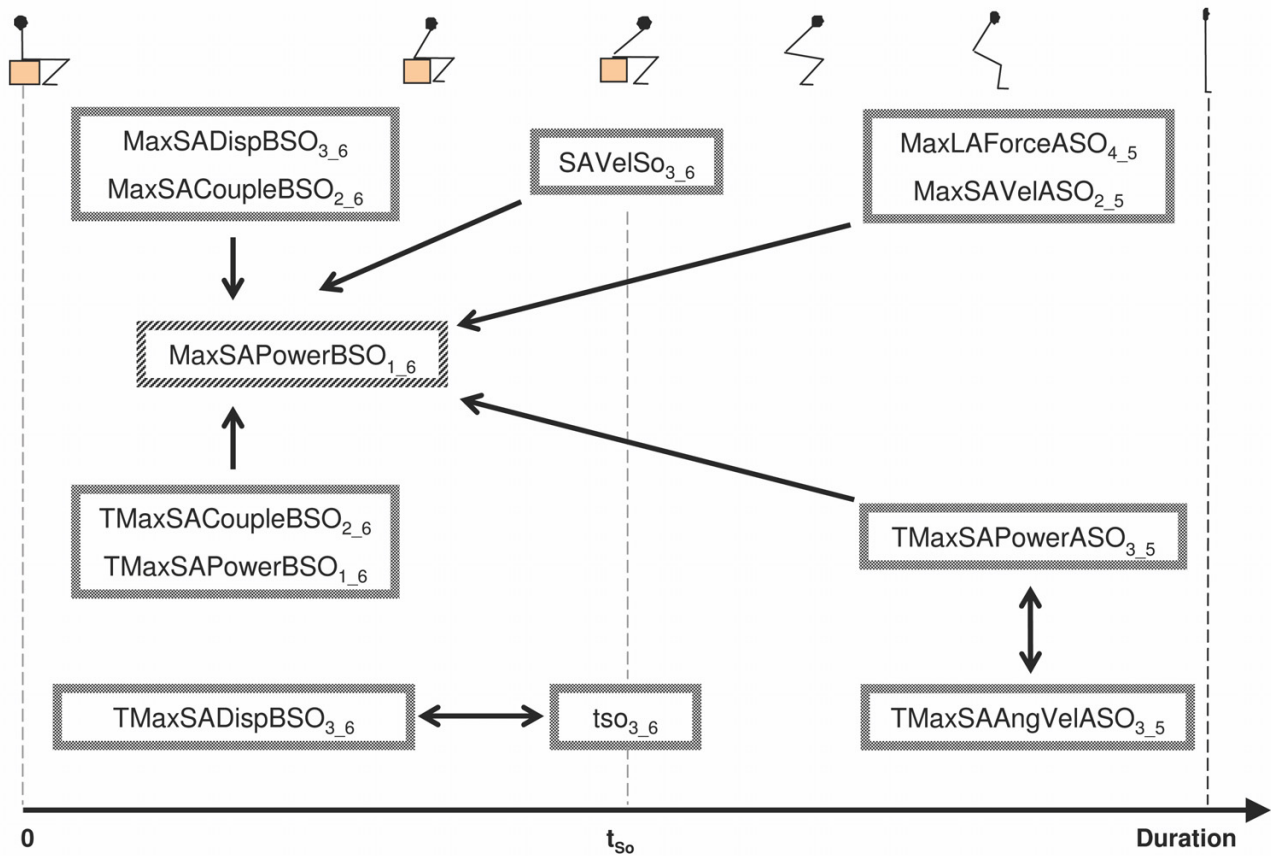 MaxSADispBSO3_6
MaxSACoupleBSO2_6
SAVelSo3_6
MaxLAForceASO4_5
MaxSAVelASO2_5
MaxSAPowerBSO1_6
TMaxSACoupleBSO2_6
TMaxSAPowerBSO1_6
TMaxSAPowerASO3_5
TMaxSADispBSO3_6
tso3_6
TMaxSAAngVelASO3_5
0
tSo
Duration